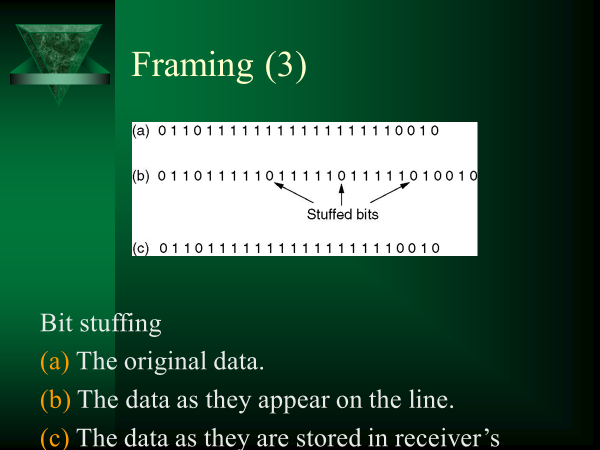 Framing (3)
(a) 0 1 1 0 1 1 1 1 1 1 1 1 1 1 1 1 1 1 1 1 0 0 1 0
(b) 0 1 1 0 1 1 1 1 1 0 1 1 1 1 1 0 1 1 1 1 1 0 1 0 0 1 0
Stuffed bits
(c) 0 1 1 0 1 1 1 1 1 1 1 1 1 1 1 1 1 1 1 1 0 0 1 0
Bit stuffing
(a) The original data.
(b) The data as they appear on the line.
(c) The data as they are stored in receiver’s